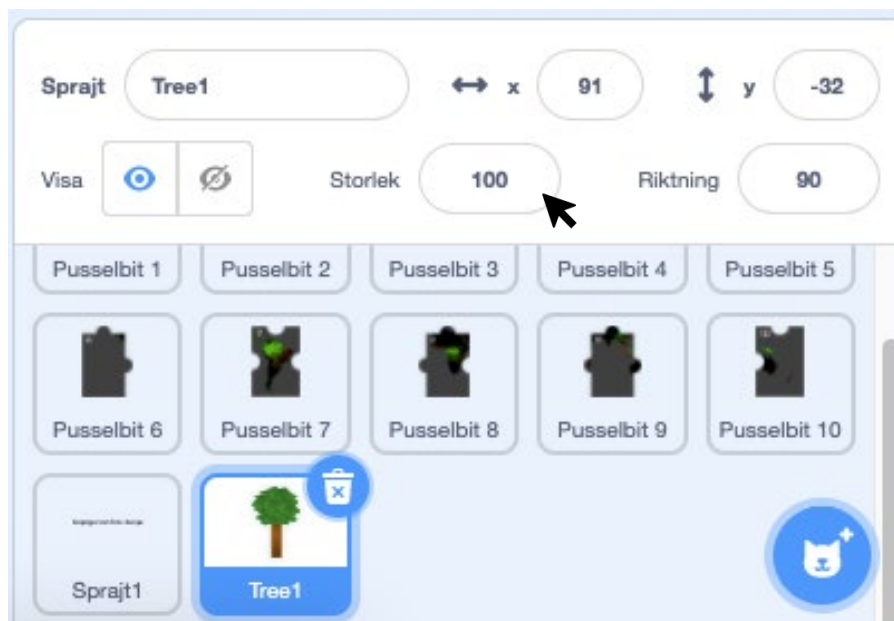 Sprajt Tree1 x 91 y -32
Visa Storlek 100 Riktning 90
Pusselbit 1 Pusselbit 2 Pusselbit 3 Pusselbit 4 Pusselbit 5
Pusselbit 6 Pusselbit 7 Pusselbit 8 Pusselbit 9 Pusselbit 10
Sprajt1 Tree1